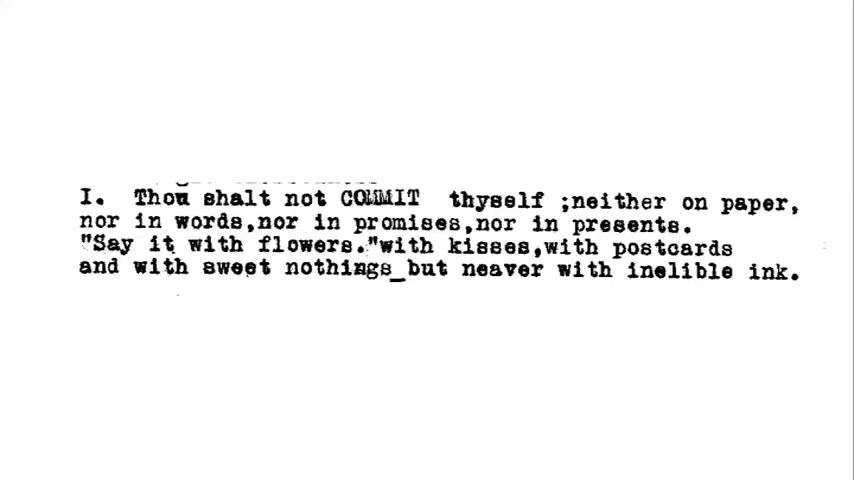 I. Thou shalt not COMMIT thyself ;neither on paper,
nor in words,nor in promises,nor in presents.
"Say it with flowers."with kisses,with postcards
and with sweet nothings_but neaver with inelible ink.